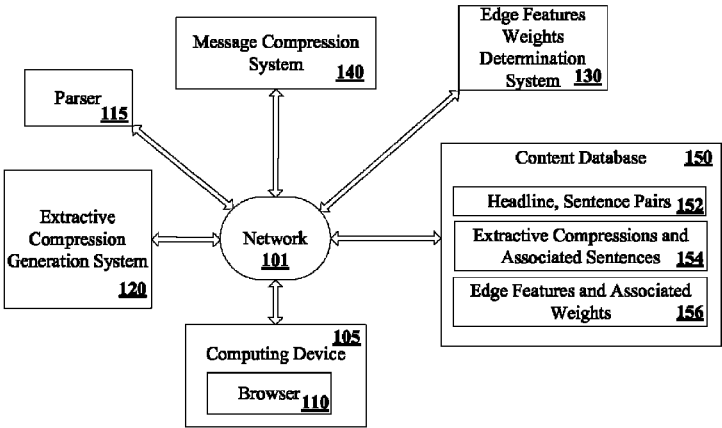 Message Compression
System 140
Edge Features
Weights
Determination
System 130
Parser
115
Content Database 150
Headline, Sentence Pairs 152
Extractive Compressions and
Associated Sentences 154
Edge Features and Associated
Weights 156
Extractive
Compression
Generation System
120
Network
101
105
Computing Device
Browser 110